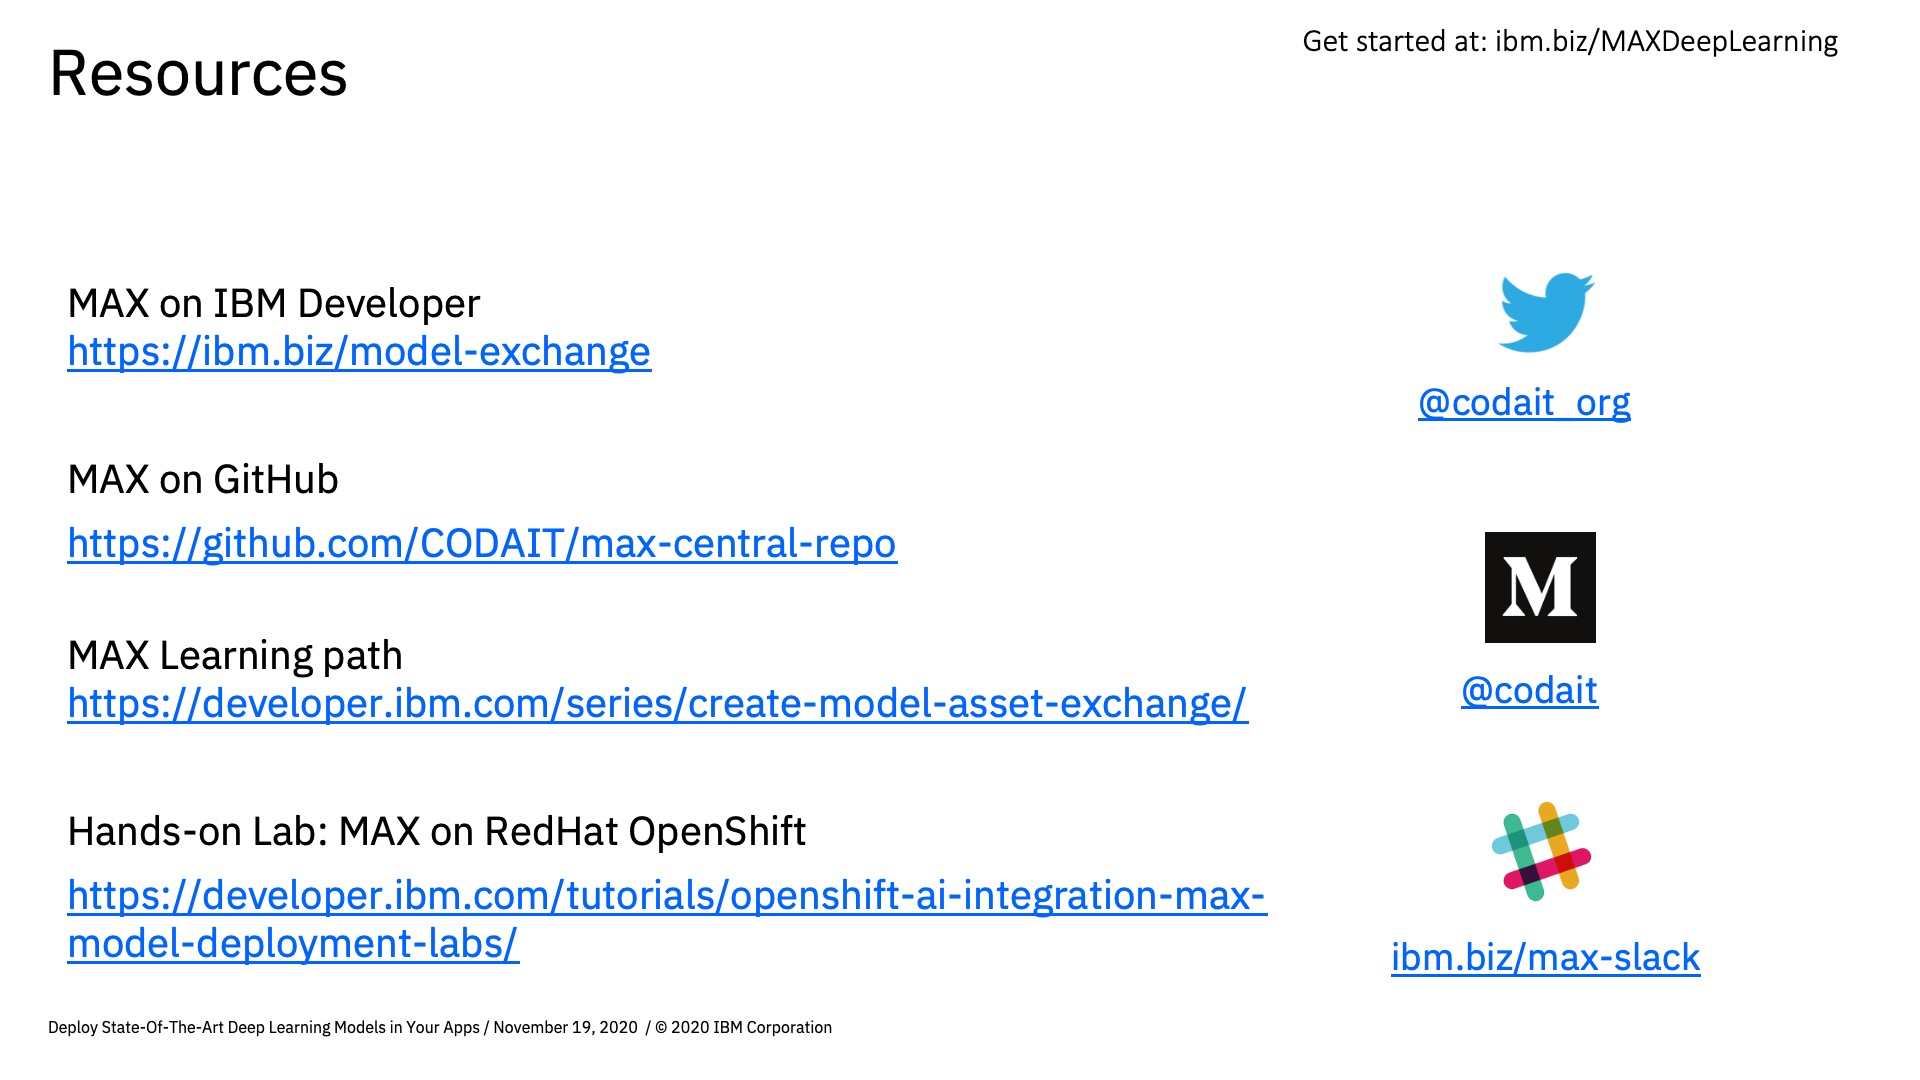 Resources
Get started at: ibm.biz/MAXDeepLearning
MAX on IBM Developer
https://ibm.biz/model-exchange
MAX on GitHub
https://github.com/CODAIT/max-central-repo
MAX Learning path
https://developer.ibm.com/series/create-model-asset-exchange/
Hands-on Lab: MAX on RedHat OpenShift
https://developer.ibm.com/tutorials/openshift-ai-integration-max-
model-deployment-labs/
@codait_org
M
@codait
ibm.biz/max-slack
Deploy State-Of-The-Art Deep Learning Models in Your Apps / November 19, 2020 / © 2020 IBM Corporation